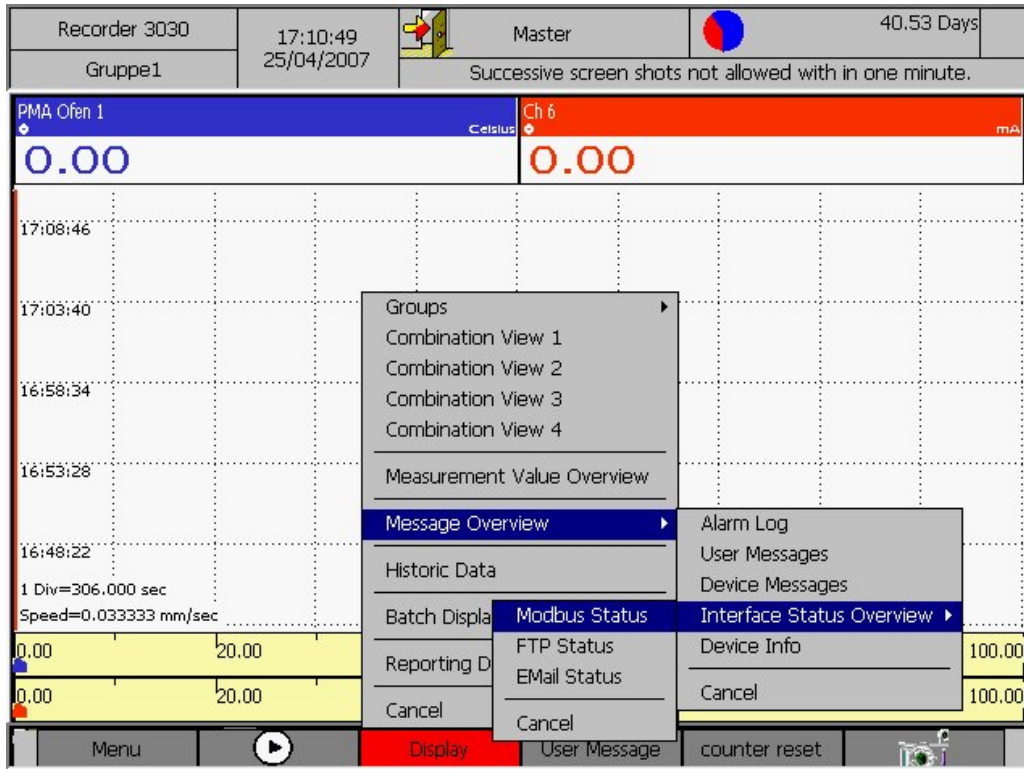 Recorder 3030
Gruppe1
17:10:49
25/04/2007
Master
40.53 Days
Successive screen shots not allowed with in one minute.
PMA Ofen 1
Celsius
0.00
Ch 6
mA
0.00
17:08:46
17:03:40
16:58:34
16:53:28
16:48:22
1 Div=306.000 sec
Speed=0.033333 mm/sec
Groups
Combination View 1
Combination View 2
Combination View 3
Combination View 4
Measurement Value Overview
Message Overview
Historic Data
Batch Displa
Reporting D
Cancel
Alarm Log
User Messages
Device Messages
Interface Status Overview
Device Info
Cancel
Modbus Status
FTP Status
EMail Status
Cancel
0.00 20.00 100.00
0.00 20.00 100.00
Menu
Display
User Message
counter reset